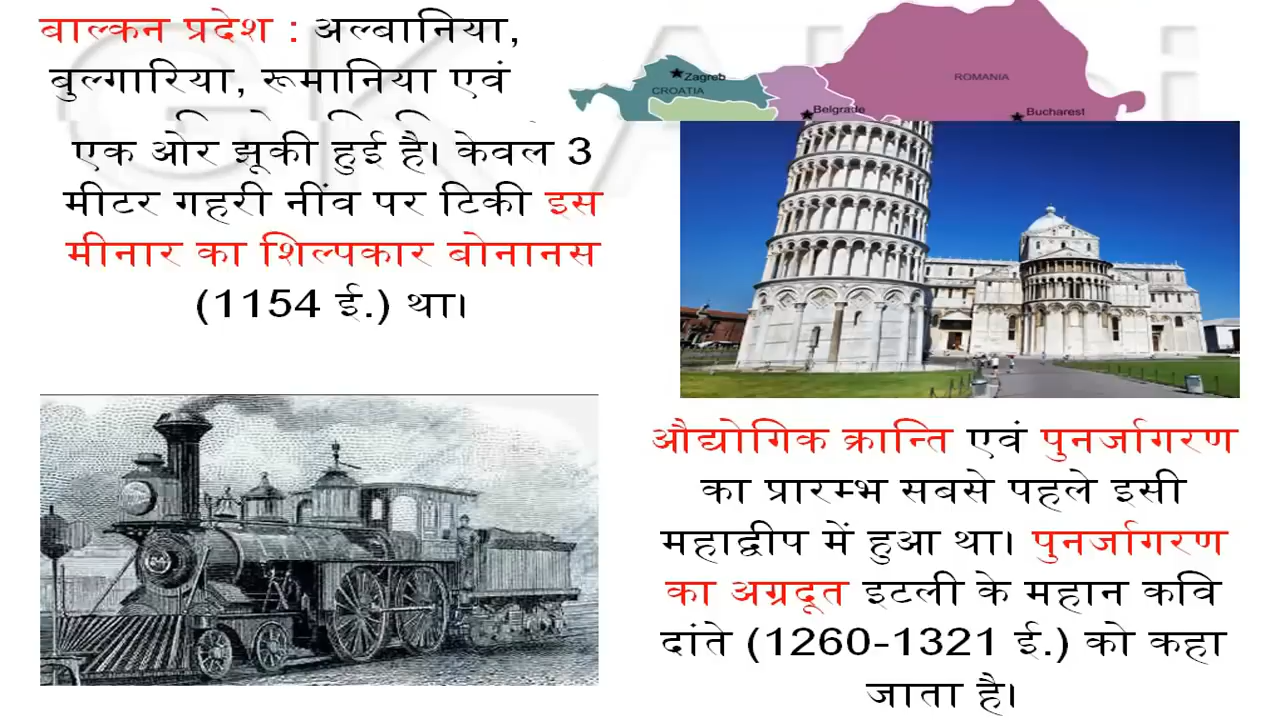 बाल्कन प्रदेश : अल्बानिया,
बुल्गारिया, रूमानिया एवं
Zagreb
CROATIA
ROMANIA
Belgrade
Bucharest
एक ओर झूकी हुई है। केवल 3
मीटर गहरी नींव पर टिकी इस
मीनार का शिल्पकार बोनानस
(1154 ई.) था।
औद्योगिक क्रान्ति एवं पुनर्जागरण
का प्रारम्भ सबसे पहले इसी
महाद्वीप में हुआ था। पुनर्जागरण
का अग्रदूत इटली के महान कवि
दांते (1260-1321 ई.) को कहा
जाता है।